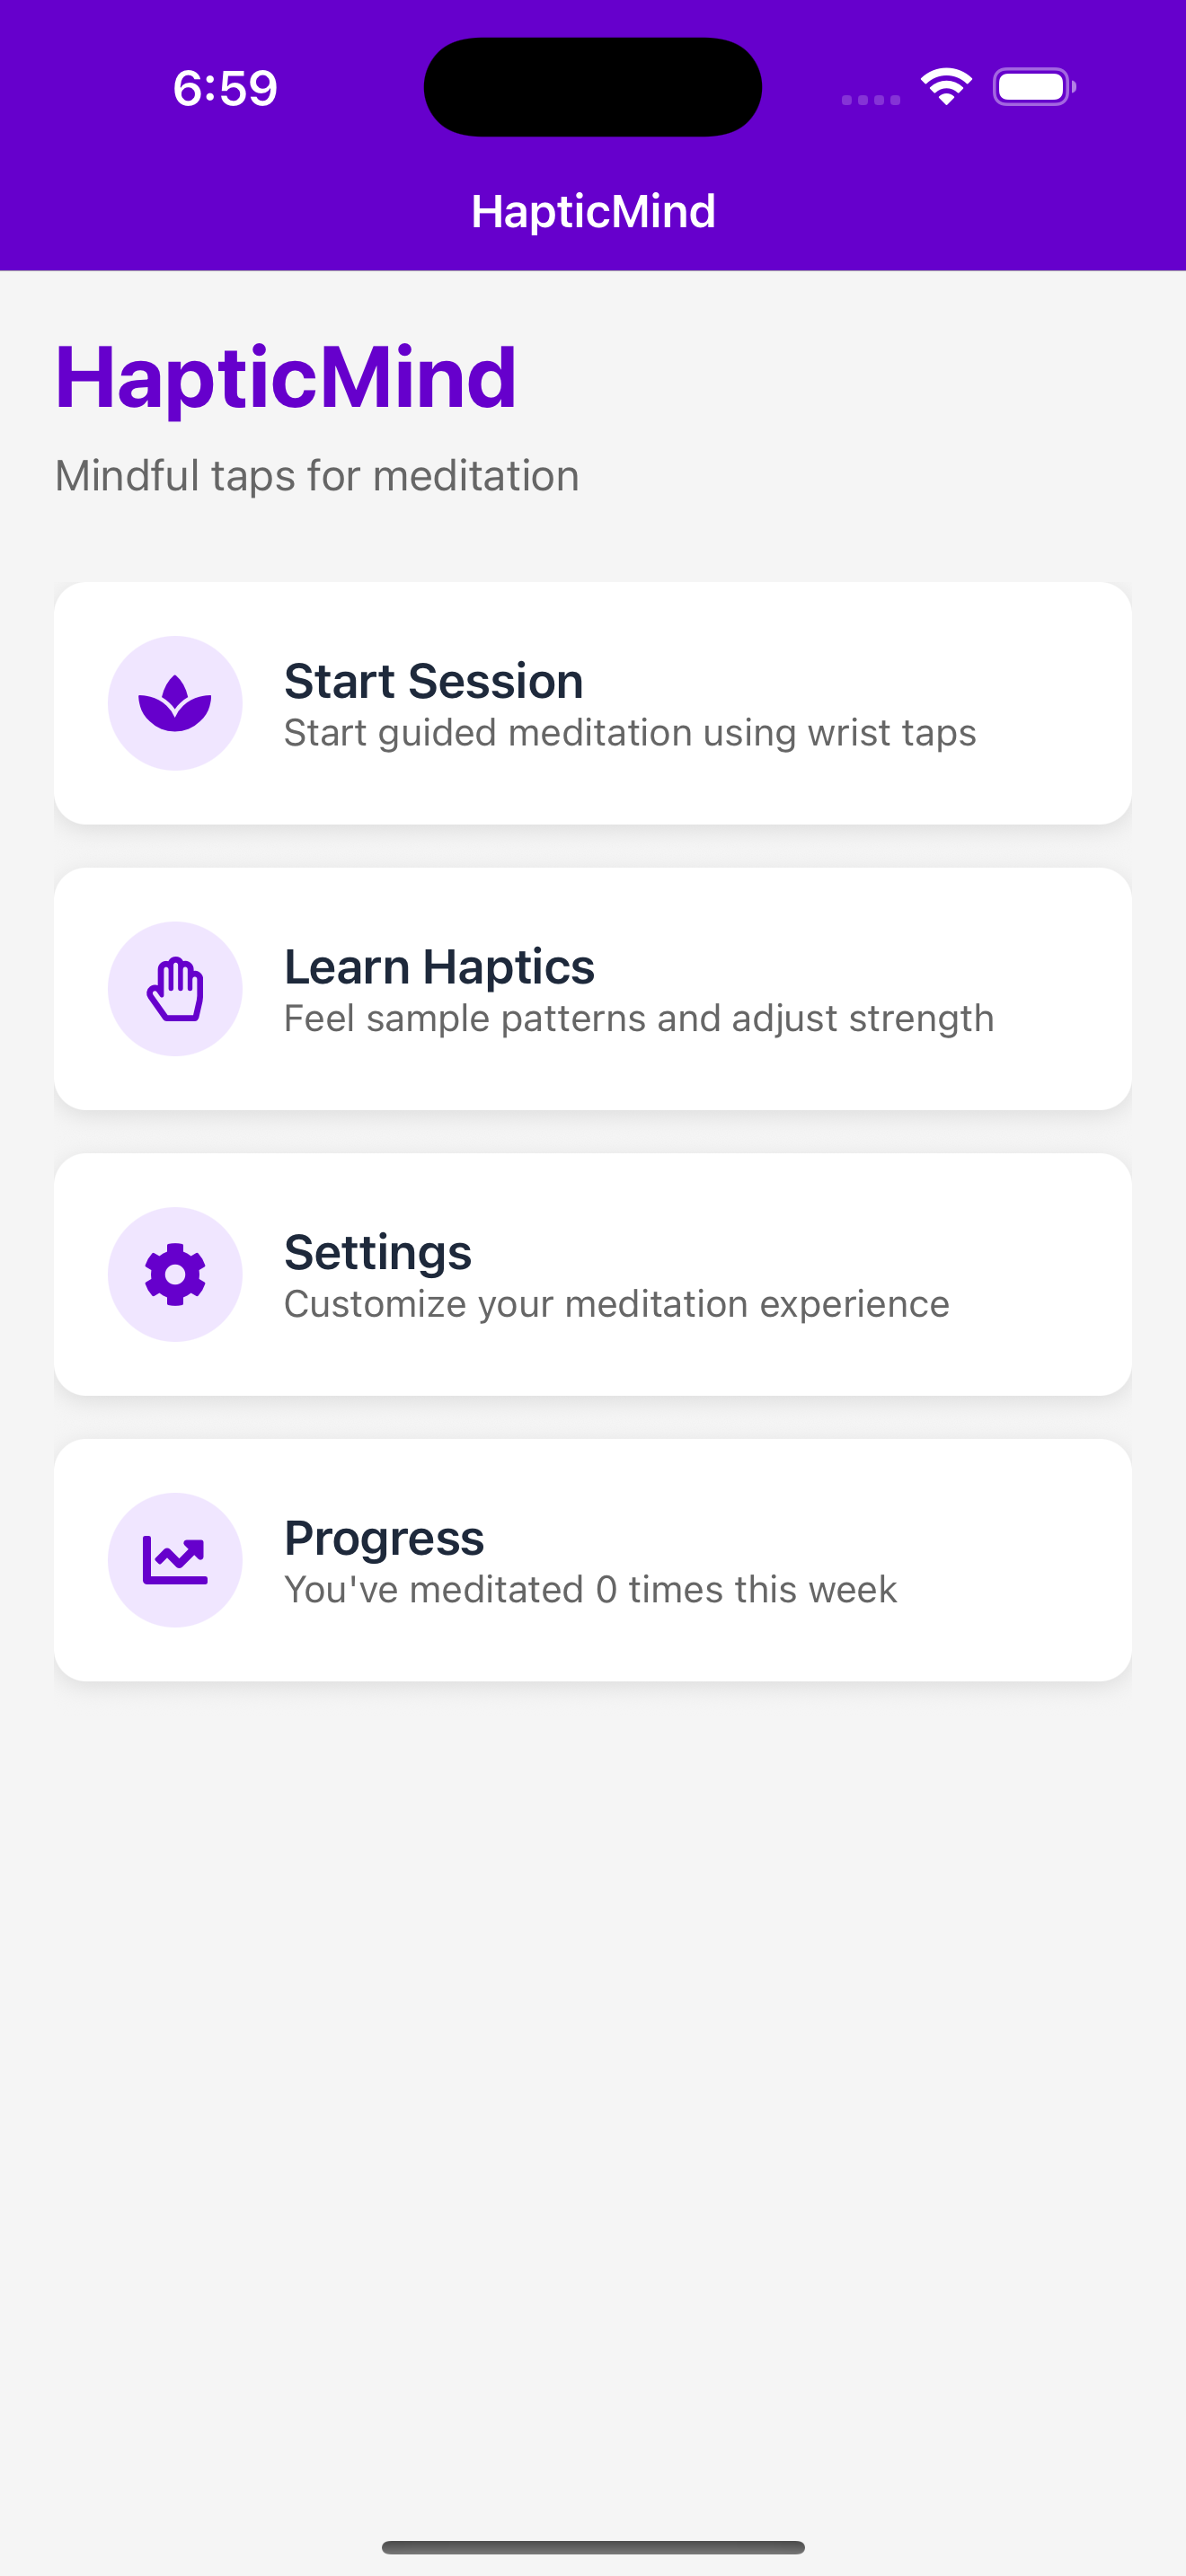 6:59
HapticMind
HapticMind
Mindful taps for meditation
Start Session
Start guided meditation using wrist taps
Learn Haptics
Feel sample patterns and adjust strength
Settings
Customize your meditation experience
Progress
You've meditated 0 times this week